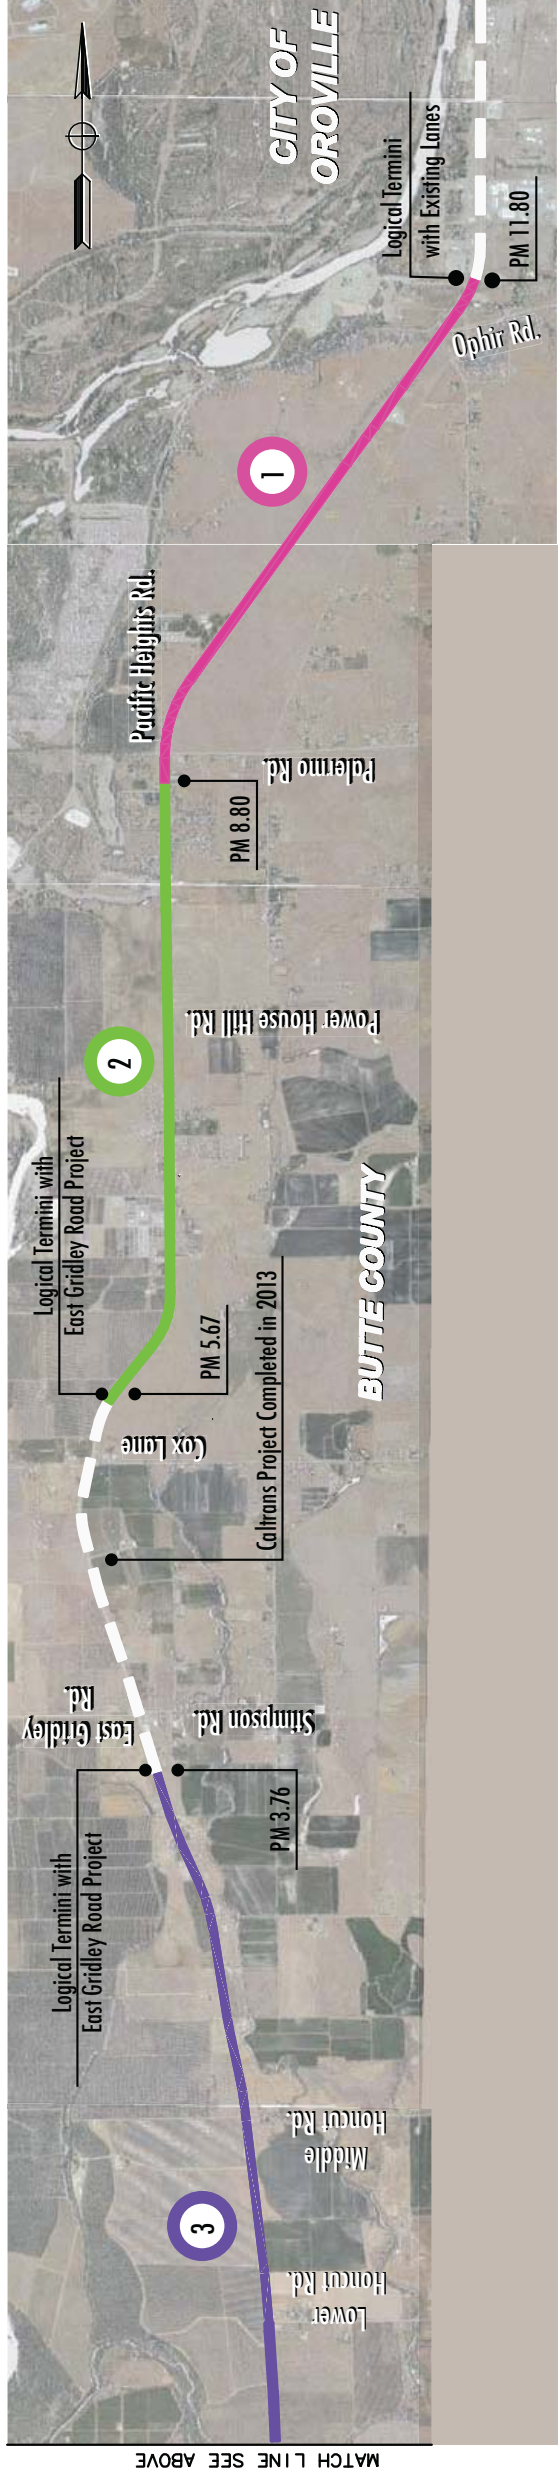 CITY OF
OROVILLE
Logical Termini
with Existing Lanes
PM 11.80
Ophir Rd.
1
Pacific Heights Rd.
Palermo Rd.
PM 8.80
Power House Hill Rd.
2
Logical Termini with
East Gridley Road Project
BUTTE COUNTY
PM 5.67
Cox Lane
Caltrans Project Completed in 2013
East Gridley
Rd.
Stimpson Rd.
PM 3.76
Logical Termini with
East Gridley Road Project
Middle
Honcut Rd.
3
Lower
Honcut Rd.
MATCH LINE SEE ABOVE